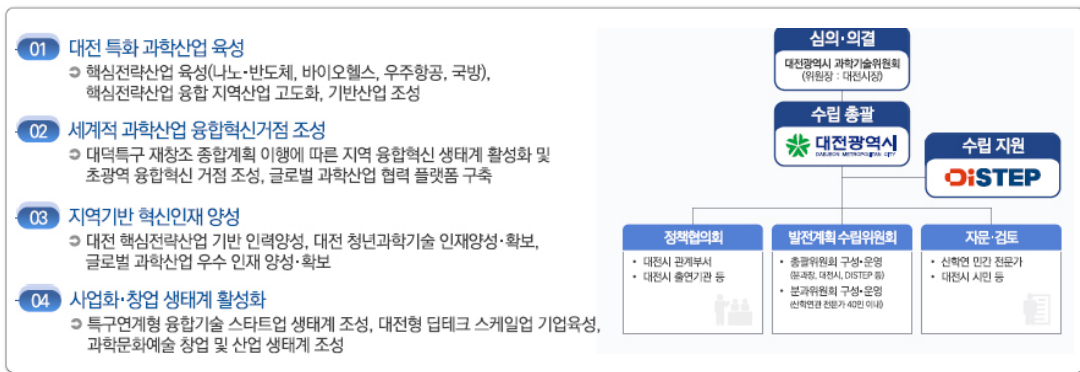 01 대전 특화 과학산업 육성
➲ 핵심전략산업 육성(나노·반도체, 바이오헬스, 우주항공, 국방),
핵심전략산업 융합 지역산업 고도화, 기반산업 조성
02 세계적 과학산업 융합혁신거점 조성
➲ 대덕특구 재창조 종합계획 이행에 따른 지역 융합혁신 생태계 활성화 및
초광역 융합혁신 거점 조성, 글로벌 과학산업 협력 플랫폼 구축
03 지역기반 혁신인재 양성
➲ 대전 핵심전략산업 기반 인력양성, 대전 청년과학기술 인재양성·확보,
글로벌 과학산업 우수 인재 양성·확보
04 사업화·창업 생태계 활성화
➲ 특구연계형 융합기술 스타트업 생태계 조성, 대전형 딥테크 스케일업 기업육성,
과학문화예술 창업 및 산업 생태계 조성
심의·의결
대전광역시 과학기술위원회
(위원장 : 대전시장)
수립 총괄
대전광역시
DAEJEON METROPOLITAN CITY
수립 지원
DiSTEP
정책협의회
• 대전시 관계부서
• 대전시 출연기관 등
발전계획 수립위원회
• 총괄위원회 구성·운영
(분과장, 대전시, DISTEP 등)
• 분과위원회 구성·운영
(산학연관 전문가 40인 이내)
자문·검토
• 산학연 민간 전문가
• 대전시 시민 등